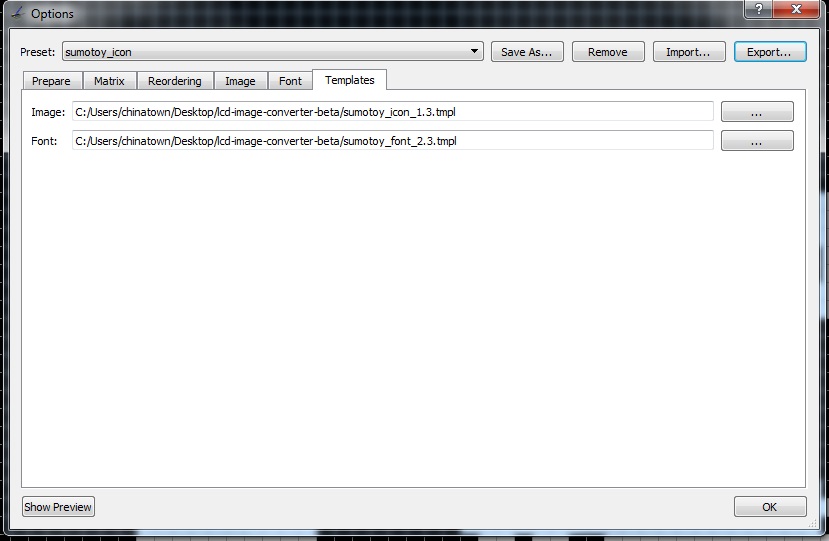 Options
Preset: sumotoy_icon Save As... Remove Import... Export...
Prepare Matrix Reordering Image Font Templates
Image: C:/Users/chinatown/Desktop/lcd-image-converter-beta/sumotoy_icon_1.3.tmpl ...
Font: C:/Users/chinatown/Desktop/lcd-image-converter-beta/sumotoy_font_2.3.tmpl ...
Show Preview OK